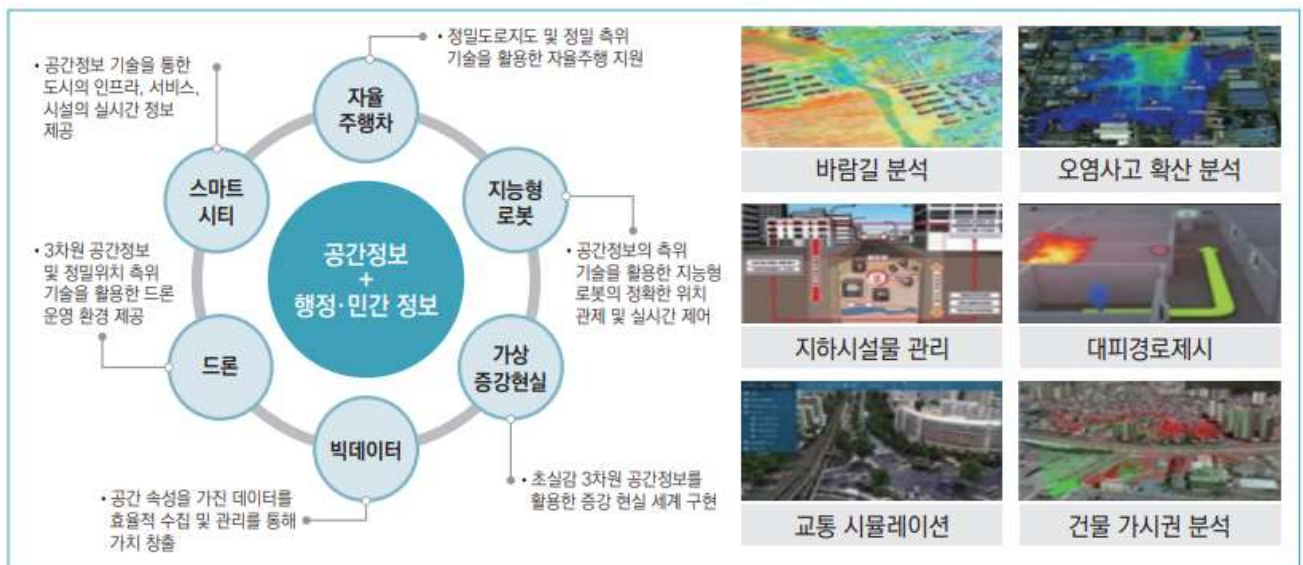 • 정밀도로지도 및 정밀 측위
기술을 활용한 자율주행 지원
• 공간정보 기술을 통한
도시의 인프라, 서비스,
시설의 실시간 정보
제공
자율
주행차
스마트
시티
지능형
로봇
공간정보
+
행정·민간 정보
• 3차원 공간정보
및 정밀위치 측위
기술을 활용한 드론
운영 환경 제공
• 공간정보의 측위
기술을 활용한 지능형
로봇의 정확한 위치
관제 및 실시간 제어
드론
가상
증강현실
빅데이터
• 초실감 3차원 공간정보를
활용한 증강 현실 세계 구현
• 공간 속성을 가진 데이터를
효율적 수집 및 관리를 통해
가치 창출
바람길 분석
오염사고 확산 분석
지하시설물 관리
대피경로제시
교통 시뮬레이션
건물 가시권 분석